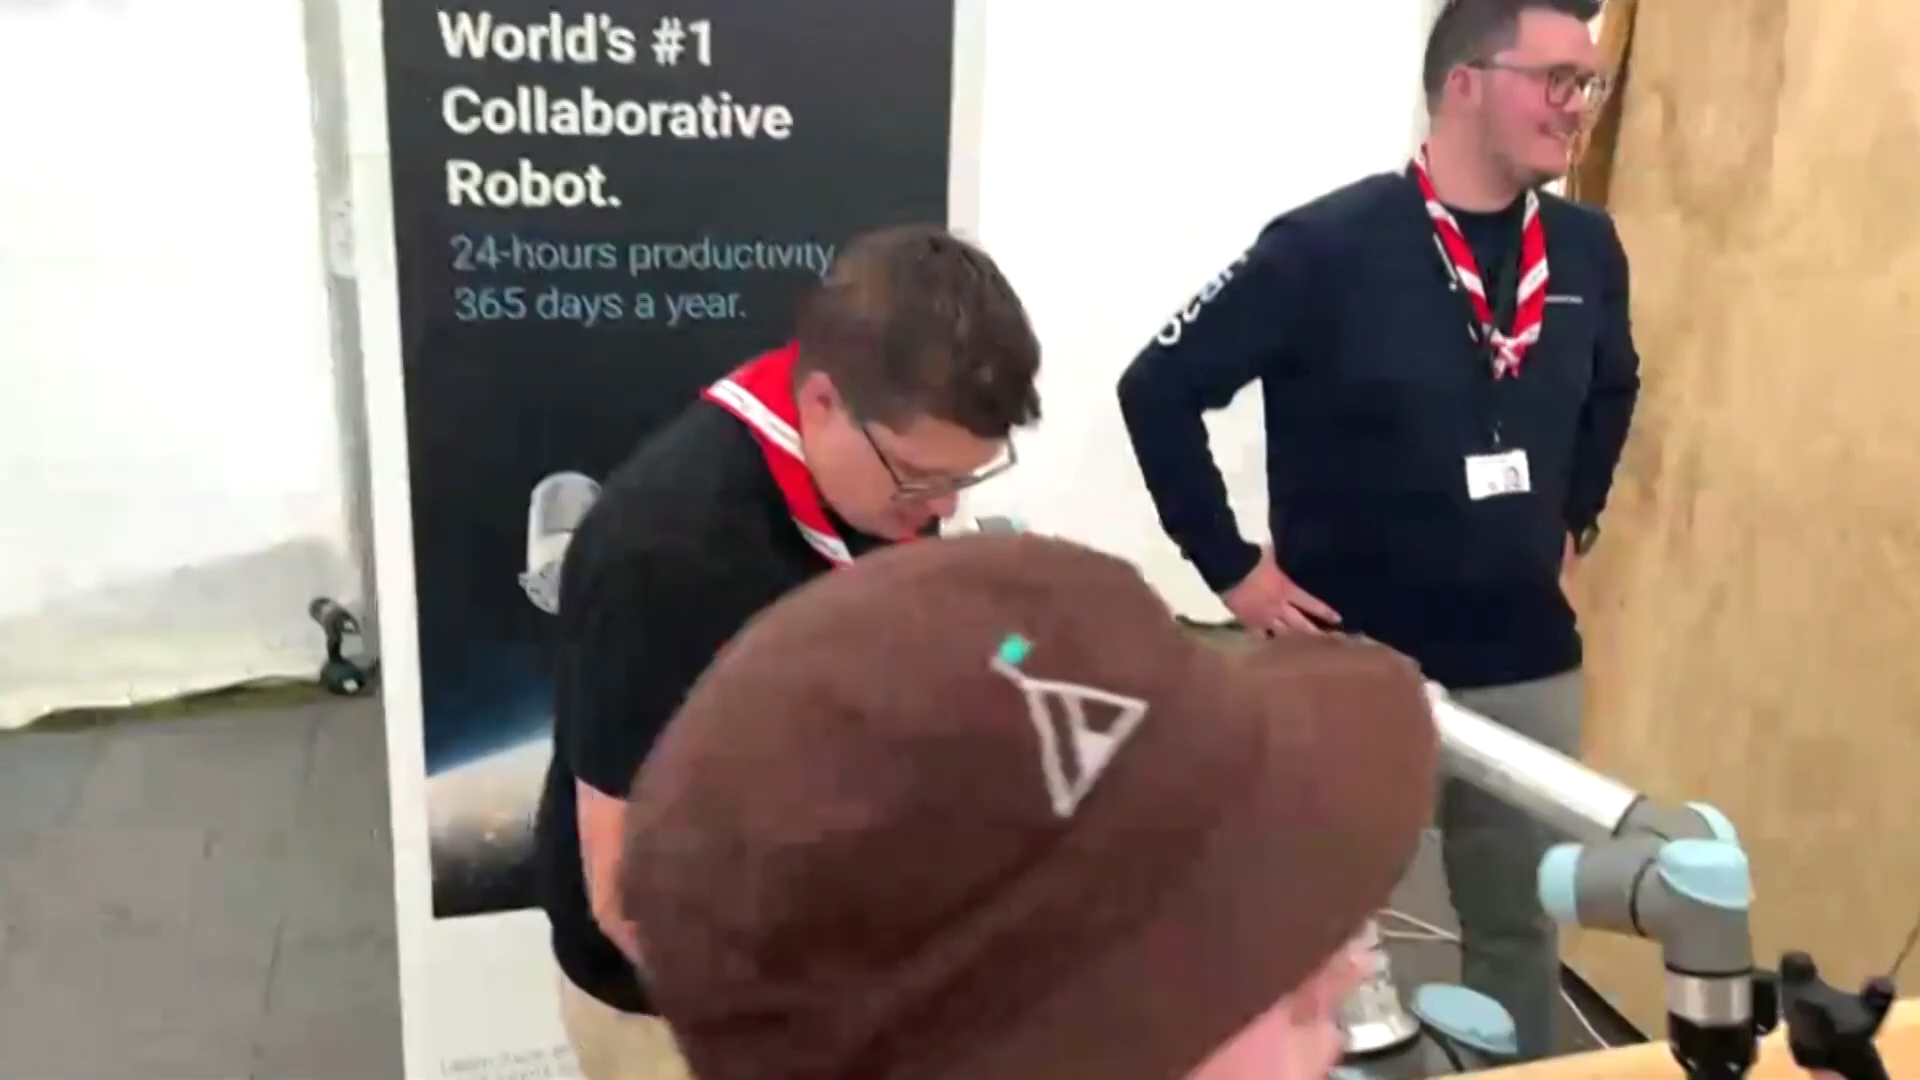 World's #1
Collaborative
Robot.
24-hours productivity
365 days a year.